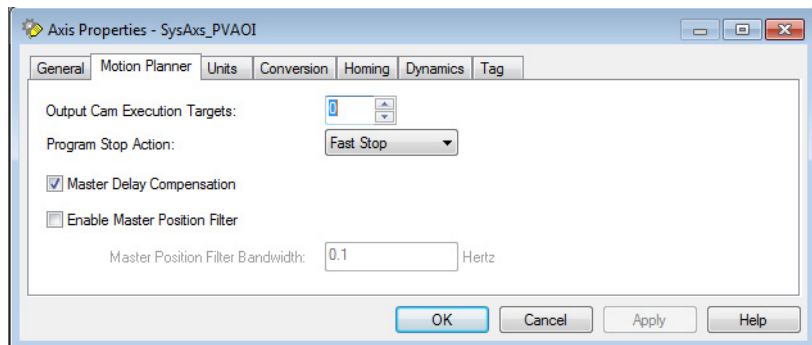 Axis Properties - SysAxs_PVAOI
General Motion Planner Units Conversion Homing Dynamics Tag
Output Cam Execution Targets: 0
Program Stop Action: Fast Stop
Master Delay Compensation
Enable Master Position Filter
Master Position Filter Bandwidth: 0.1 Hertz
OK Cancel Apply Help